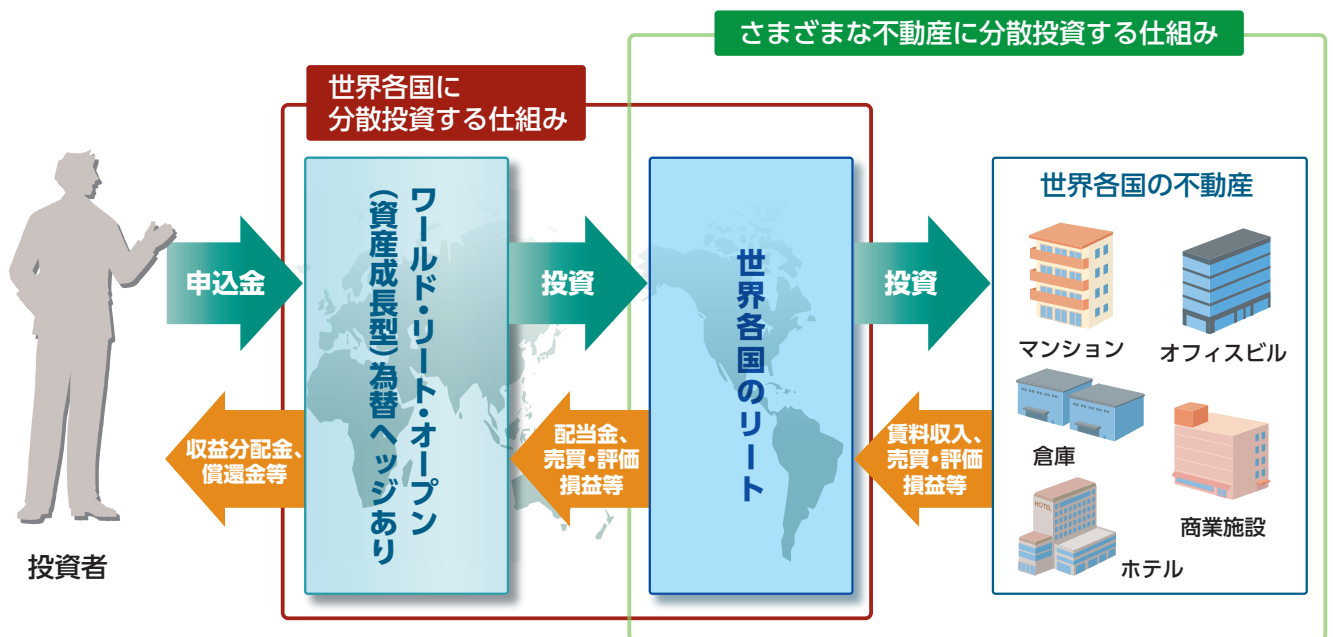 さまざまな不動産に分散投資する仕組み
世界各国に
分散投資する仕組み
投資者
申込金
収益分配金、
償還金等
ワールド・リート・オープン
（資産成長型）為替ヘッジあり
投資
配当金、
売買・評価
損益等
世界各国のリート
投資
賃料収入、
売買・評価
損益等
世界各国の不動産
マンション
オフィスビル
倉庫
商業施設
HOTEL
ホテル